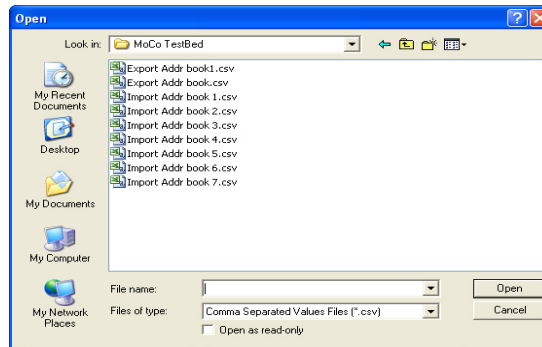 Open
Look in:
MoCo TestBed
Export Addr book1.csv
Export Addr book.csv
Import Addr book 1.csv
Import Addr book 2.csv
Import Addr book 3.csv
Import Addr book 4.csv
Import Addr book 5.csv
Import Addr book 6.csv
Import Addr book 7.csv
My Recent
Documents
Desktop
My Documents
My Computer
My Network
Places
File name:
Open
Files of type:
Comma Separated Values Files (*.csv)
Cancel
Open as read-only